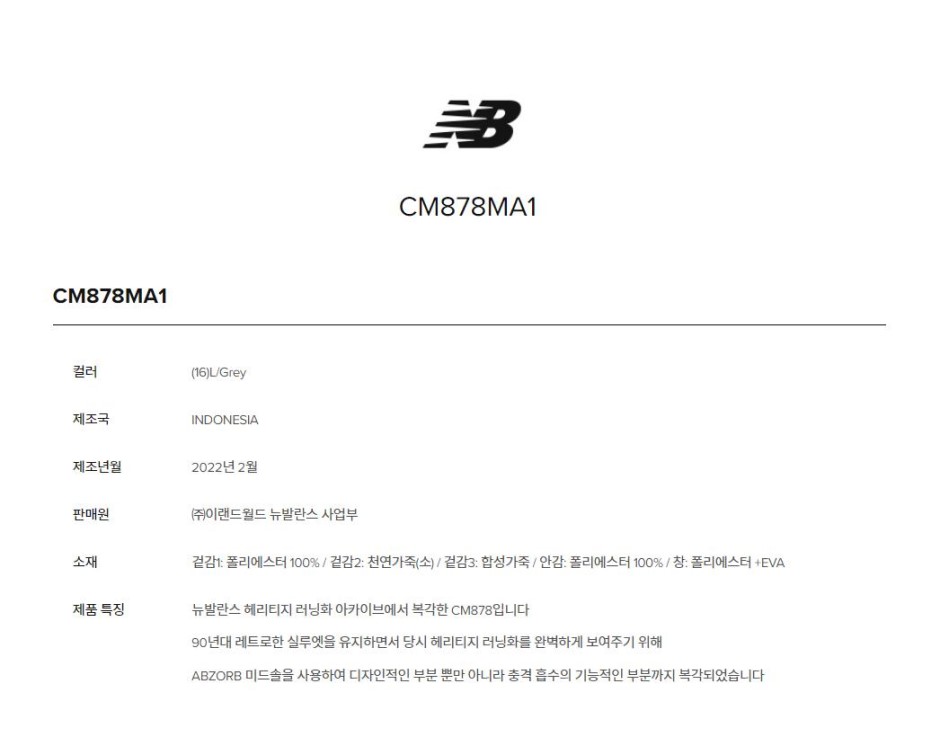 NB
CM878MA1
CM878MA1
컬러 (16)L/Grey
제조국 INDONESIA
제조년월 2022년 2월
판매원 ㈜이랜드월드 뉴발란스 사업부
소재 겉감1: 폴리에스터 100% / 겉감2: 천연가죽(소) / 겉감3: 합성가죽 / 안감: 폴리에스터 100% / 창: 폴리에스터 +EVA
제품 특징 뉴발란스 헤리티지 러닝화 아카이브에서 복각한 CM878입니다
90년대 레트로한 실루엣을 유지하면서 당시 헤리티지 러닝화를 완벽하게 보여주기 위해
ABZORB 미드솔을 사용하여 디자인적인 부분 뿐만 아니라 충격 흡수의 기능적인 부분까지 복각되었습니다